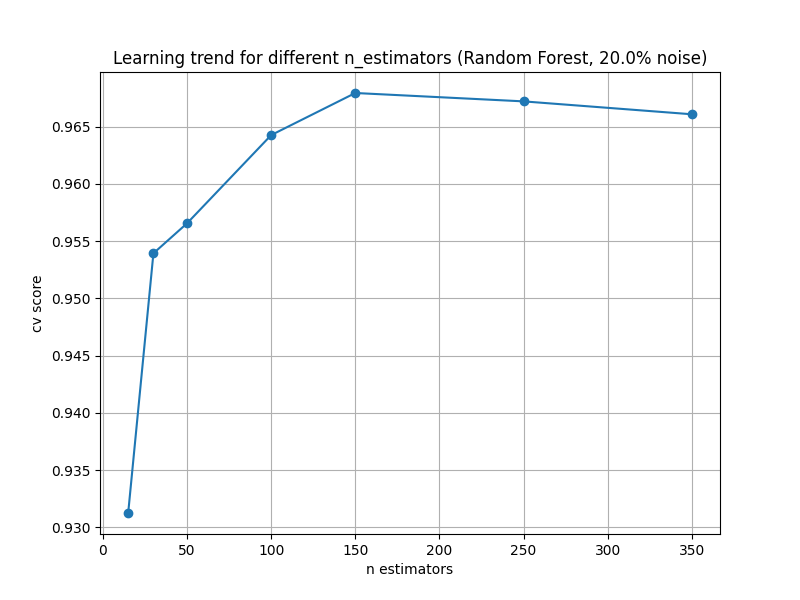 Learning trend for different n_estimators (Random Forest, 20.0% noise)
0.965
0.960
0.955
0.950
0.945
0.940
0.935
0.930
cv score
0 50 100 150 200 250 300 350
n estimators